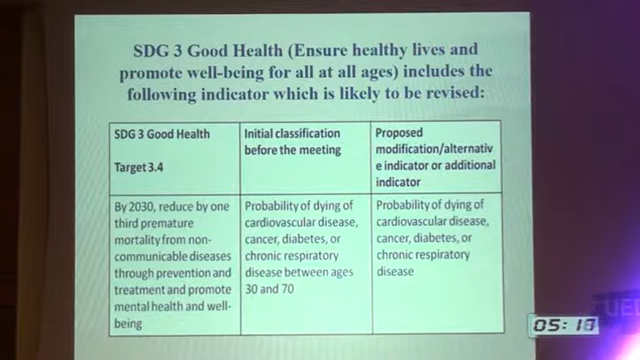 SDG 3 Good Health (Ensure healthy lives and
promote well-being for all at all ages) includes the
following indicator which is likely to be revised:
SDG 3 Good Health
Target 3.4
Initial classification
before the meeting
Proposed
modification/alternativ
e indicator or additional
indicator
By 2030, reduce by one
third premature
mortality from non-
communicable diseases
through prevention and
treatment and promote
mental health and well-
being
Probability of dying of
cardiovascular disease,
cancer, diabetes, or
chronic respiratory
disease between ages
30 and 70
Probability of dying of
cardiovascular disease,
cancer, diabetes, or
chronic respiratory
disease
05:18